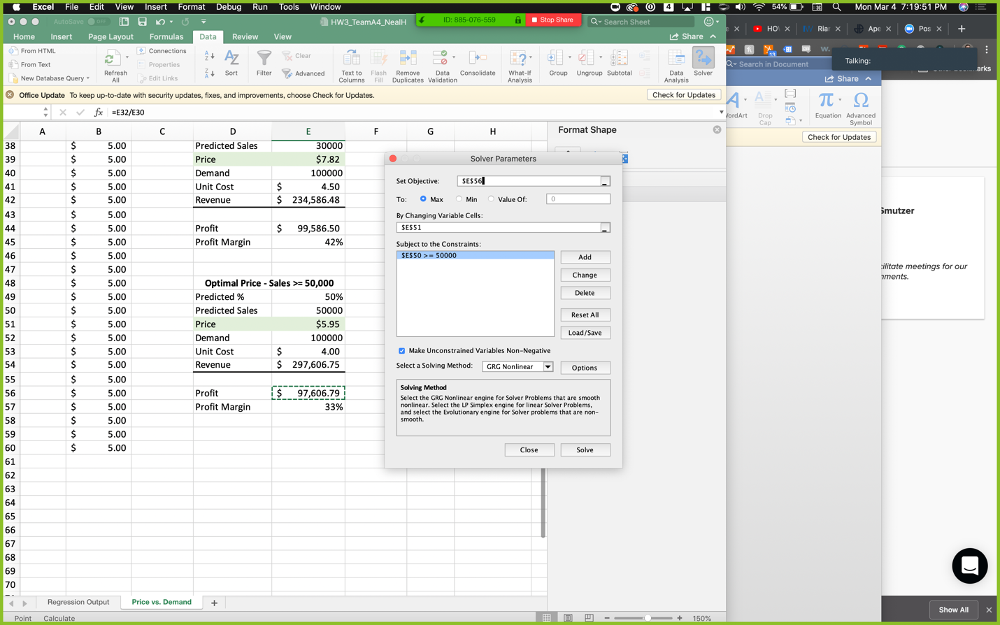 Excel File Edit View Insert Format Debug Run Tools Window
4 54% Mon Mar 4 7:19:51 PM
AutoSave OFF
HW3_TeamA4_NealH
ID: 885-076-559
Stop Share
Search Sheet
HO
Ria
Ape
Pos
Home Insert Page Layout Formulas Data Review View
Share
From HTML
From Text
New Database Query
Refresh All
Connections
Properties
Edit Links
Sort
Filter
Clear
Advanced
Text to Columns
Flash Fill
Remove Duplicates
Data Validation
Consolidate
What-If Analysis
Group
Ungroup
Subtotal
Data Analysis
Solver
13
Talking:
Search in Document
Share
WordArt
Drop Cap
Equation
Advanced Symbol
Office Update To keep up-to-date with security updates, fixes, and improvements, choose Check for Updates.
Check for Updates
Check for Updates
fx =E32/E30
A B C D E F G H
38 $ 5.00 Predicted Sales 30000
39 $ 5.00 Price $7.82
40 $ 5.00 Demand 100000
41 $ 5.00 Unit Cost $ 4.50
42 $ 5.00 Revenue $ 234,586.48
43 $ 5.00
44 $ 5.00 Profit $ 99,586.50
45 $ 5.00 Profit Margin 42%
46 $ 5.00
47 $ 5.00
48 $ 5.00 Optimal Price - Sales >= 50,000
49 $ 5.00 Predicted % 50%
50 $ 5.00 Predicted Sales 50000
51 $ 5.00 Price $5.95
52 $ 5.00 Demand 100000
53 $ 5.00 Unit Cost $ 4.00
54 $ 5.00 Revenue $ 297,606.75
55 $ 5.00
56 $ 5.00 Profit $ 97,606.79
57 $ 5.00 Profit Margin 33%
58 $ 5.00
59 $ 5.00
60 $ 5.00
61
62
63
64
65
66
67
68
69
70
Format Shape
Solver Parameters
Set Objective: $E$56
To: Max Min Value Of: 0
By Changing Variable Cells:
$E$51
Subject to the Constraints:
$E$50 >= 50000
Add
Change
Delete
Reset All
Load/Save
Make Unconstrained Variables Non-Negative
Select a Solving Method: GRG Nonlinear
Options
Solving Method
Select the GRG Nonlinear engine for Solver Problems that are smooth
nonlinear. Select the LP Simplex engine for linear Solver Problems,
and select the Evolutionary engine for Solver problems that are non-
smooth.
Close
Solve
Smutzer
cilitate meetings for our
nments.
Regression Output
Price vs. Demand
+
Point Calculate
150%
Show All